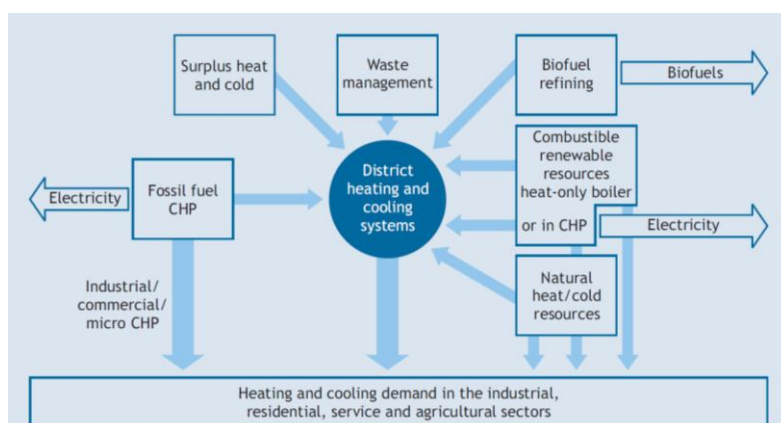 Surplus heat
and cold
Waste
management
Biofuel
refining
Biofuels
District
heating and
cooling
systems
Combustible
renewable
resources
heat-only boiler
or in CHP
Electricity
Fossil fuel
CHP
Electricity
Industrial/
commercial/
micro CHP
Natural
heat/cold
resources
Heating and cooling demand in the industrial,
residential, service and agricultural sectors